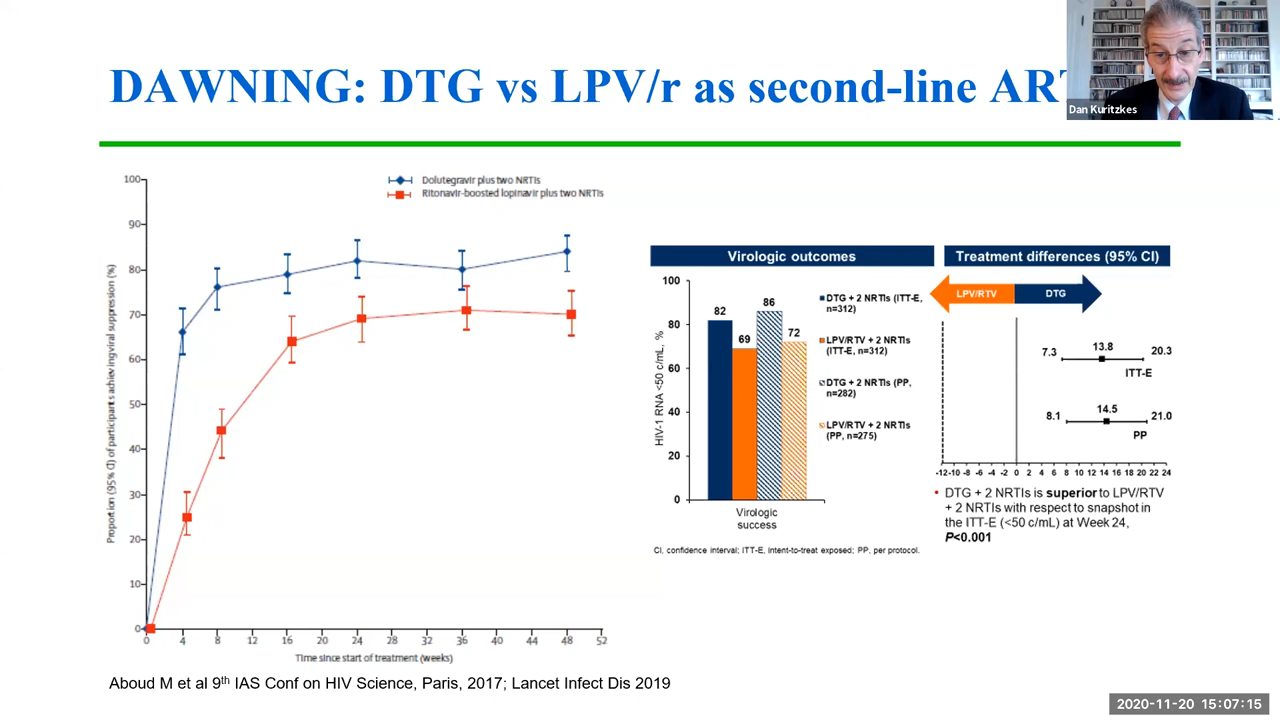 DAWNING: DTG vs LPV/r as second-line ART
Dan Kuritzkes
Dolutegravir plus two NRTIs
Ritonavir-boosted lopinavir plus two NRTIs
Proportion (95% CI) of participants achieving viral suppression (%)
100
90
80
70
60
50
40
30
20
10
0
0 4 8 12 16 20 24 28 32 36 40 44 48 52
Time since start of treatment (weeks)
Virologic outcomes
HIV-1 RNA <50 c/mL, %
100
80
60
40
20
0
82
69
86
72
Virologic
success
DTG + 2 NRTIs (ITT-E,
n=312)
LPV/RTV + 2 NRTIs
(ITT-E, n=312)
DTG + 2 NRTIs (PP,
n=282)
LPV/RTV + 2 NRTIs
(PP, n=275)
CI, confidence interval; ITT-E, intent-to-treat exposed; PP, per protocol.
Treatment differences (95% CI)
LPV/RTV DTG
7.3 13.8 20.3
ITT-E
8.1 14.5 21.0
PP
-12 -10 -8 -6 -4 -2 0 2 4 6 8 10 12 14 16 18 20 22 24
• DTG + 2 NRTIs is superior to LPV/RTV
+ 2 NRTIs with respect to snapshot in
the ITT-E (<50 c/mL) at Week 24,
P<0.001
Aboud M et al 9th IAS Conf on HIV Science, Paris, 2017; Lancet Infect Dis 2019
2020-11-20 15:07:15